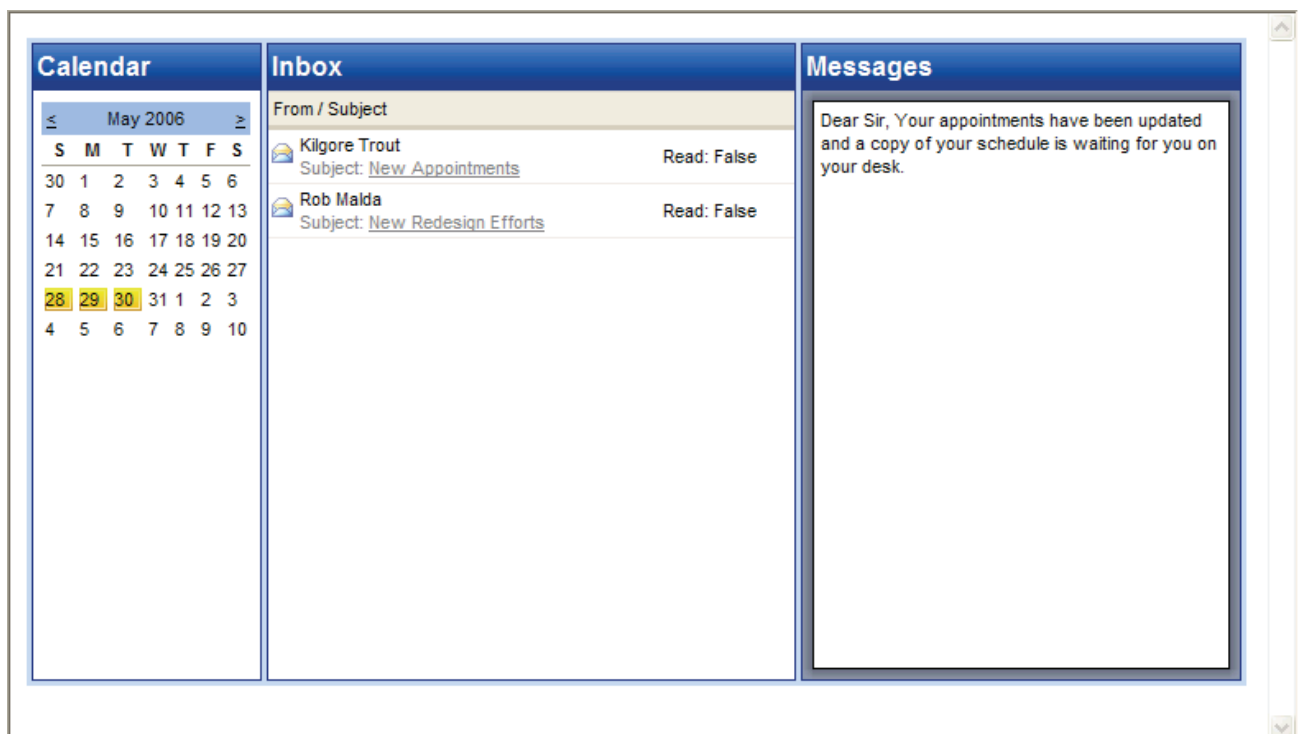 Calendar
< May 2006 >
S M T W T F S
30 1 2 3 4 5 6
7 8 9 10 11 12 13
14 15 16 17 18 19 20
21 22 23 24 25 26 27
28 29 30 31 1 2 3
4 5 6 7 8 9 10
Inbox
From / Subject
Kilgore Trout
Subject: New Appointments
Read: False
Rob Malda
Subject: New Redesign Efforts
Read: False
Messages
Dear Sir, Your appointments have been updated
and a copy of your schedule is waiting for you on
your desk.